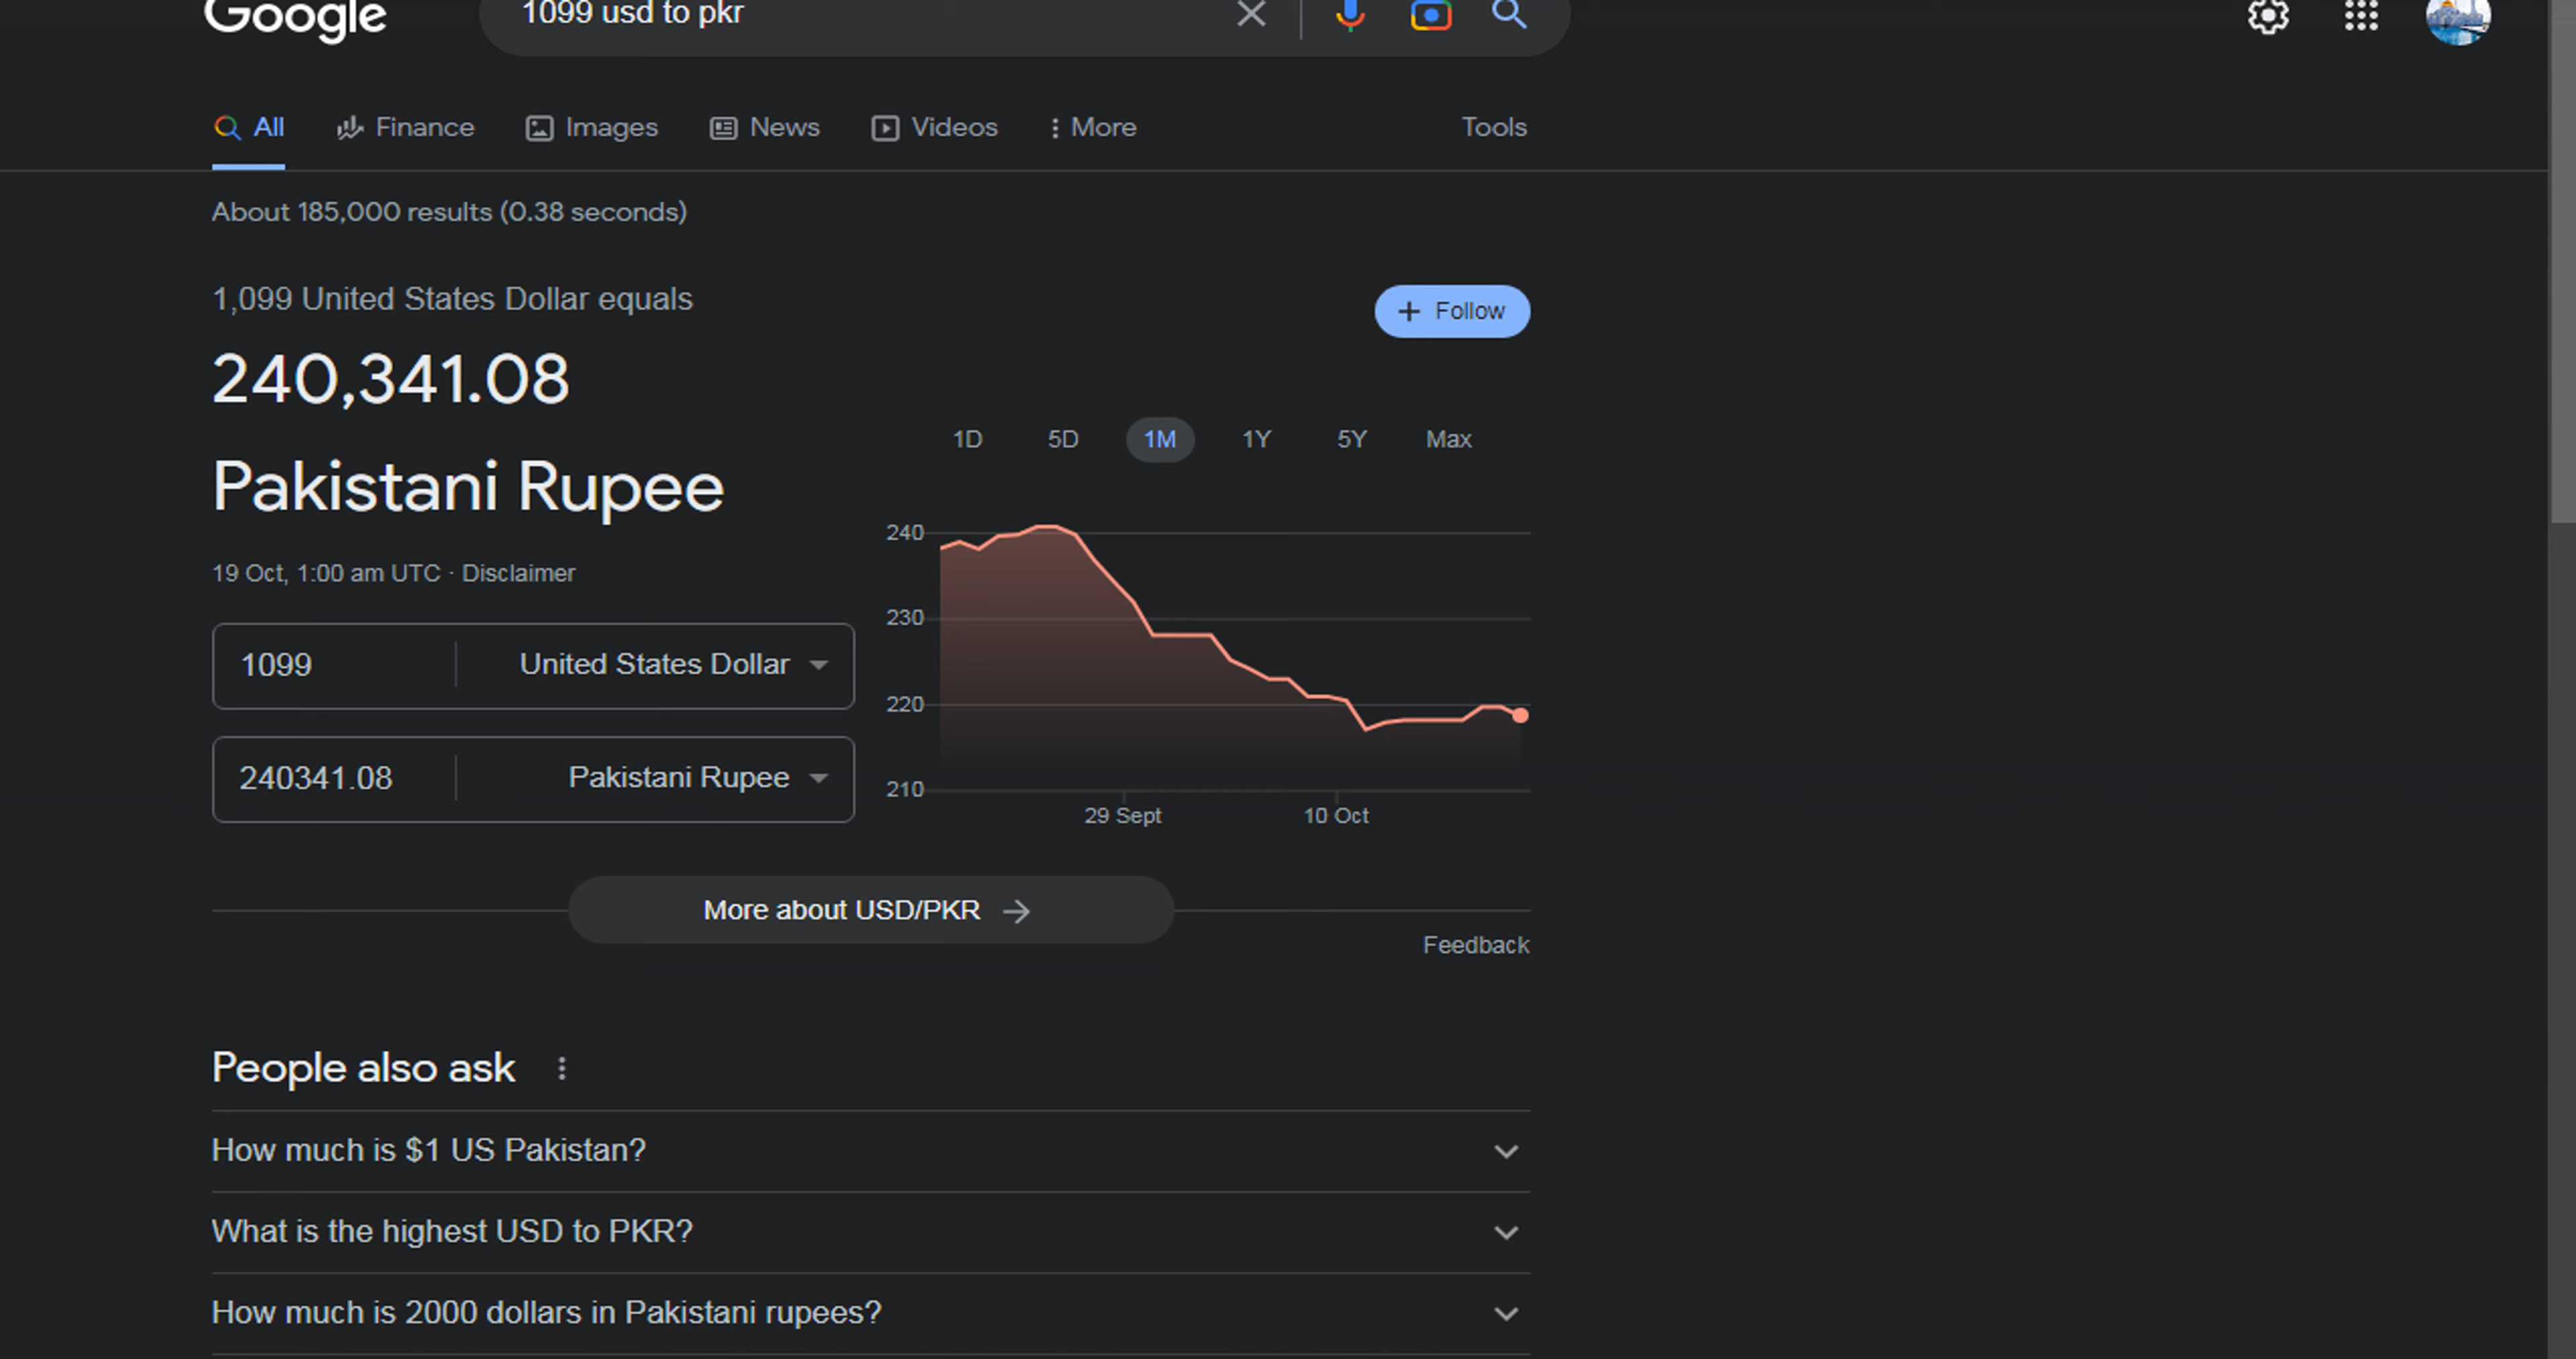 Google
1099 usd to pkr
All Finance Images News Videos More Tools
About 185,000 results (0.38 seconds)
1,099 United States Dollar equals
+ Follow
240,341.08
Pakistani Rupee
19 Oct, 1:00 am UTC · Disclaimer
1099 United States Dollar
240341.08 Pakistani Rupee
1D 5D 1M 1Y 5Y Max
240
230
220
210
29 Sept 10 Oct
More about USD/PKR
Feedback
People also ask
How much is $1 US Pakistan?
What is the highest USD to PKR?
How much is 2000 dollars in Pakistani rupees?